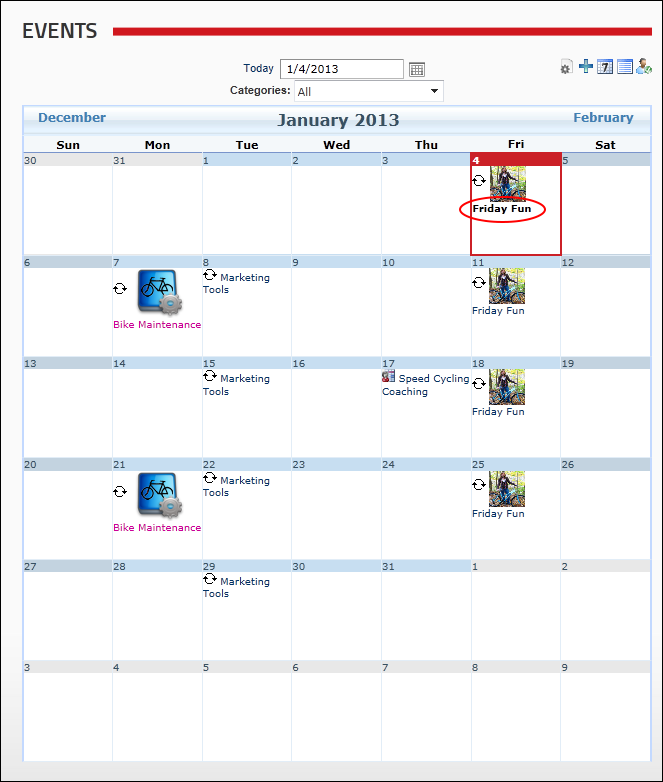 EVENTS
Today 1/4/2013
7
Categories: All
December January 2013 February
Sun Mon Tue Wed Thu Fri Sat
30 31 1 2 3 4 5
Friday Fun
6 7 8 9 10 11 12
Marketing
Tools
Bike Maintenance
Friday Fun
13 14 15 16 17 18 19
Marketing
Tools
Speed Cycling
Coaching
Friday Fun
20 21 22 23 24 25 26
Marketing
Tools
Bike Maintenance
Friday Fun
27 28 29 30 31 1 2
Marketing
Tools
3 4 5 6 7 8 9